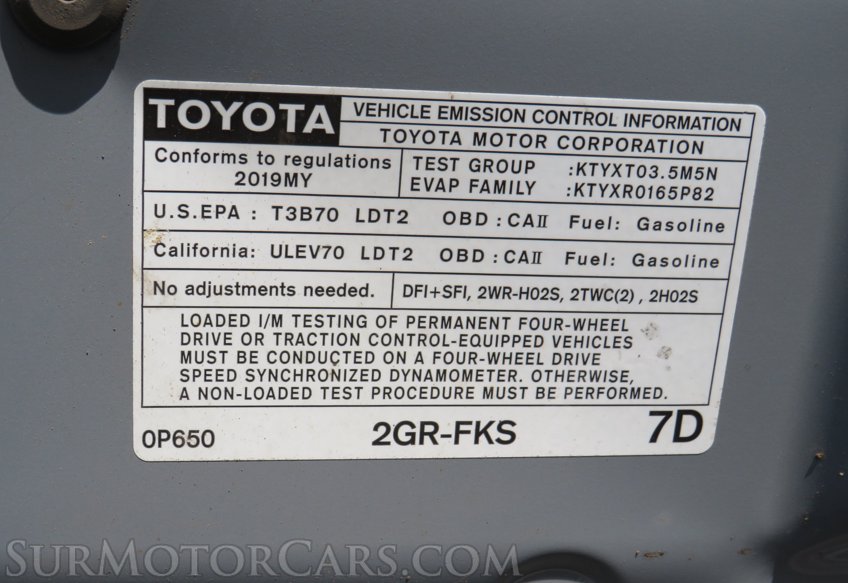 TOYOTA
VEHICLE EMISSION CONTROL INFORMATION
TOYOTA MOTOR CORPORATION
Conforms to regulations
2019MY
TEST GROUP :KTYXT03.5M5N
EVAP FAMILY :KTYXR0165P82
U.S.EPA : T3B70 LDT2 OBD : CAⅡ Fuel: Gasoline
California: ULEV70 LDT2 OBD : CAⅡ Fuel: Gasoline
No adjustments needed.
DFI+SFI, 2WR-HO2S, 2TWC(2) , 2HO2S
LOADED I/M TESTING OF PERMANENT FOUR-WHEEL
DRIVE OR TRACTION CONTROL-EQUIPPED VEHICLES
MUST BE CONDUCTED ON A FOUR-WHEEL DRIVE
SPEED SYNCHRONIZED DYNAMOMETER. OTHERWISE,
A NON-LOADED TEST PROCEDURE MUST BE PERFORMED.
0P650 2GR-FKS 7D
SURMOTORCARS.COM